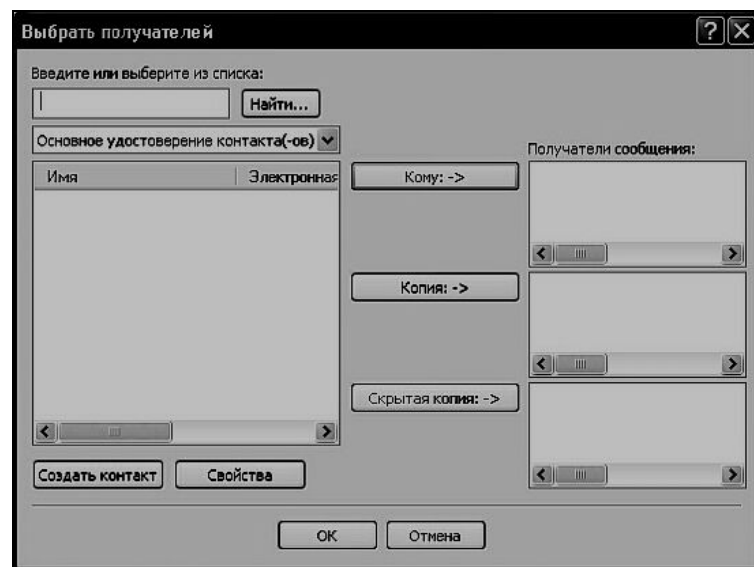 Выбрать получателей
Введите или выберите из списка:
Найти...
Основное удостоверение контакта(-ов)
Получатели сообщения:
Имя Электронная
Кому: ->
Копия: ->
Скрытая копия: ->
Создать контакт Свойства
ОК Отмена